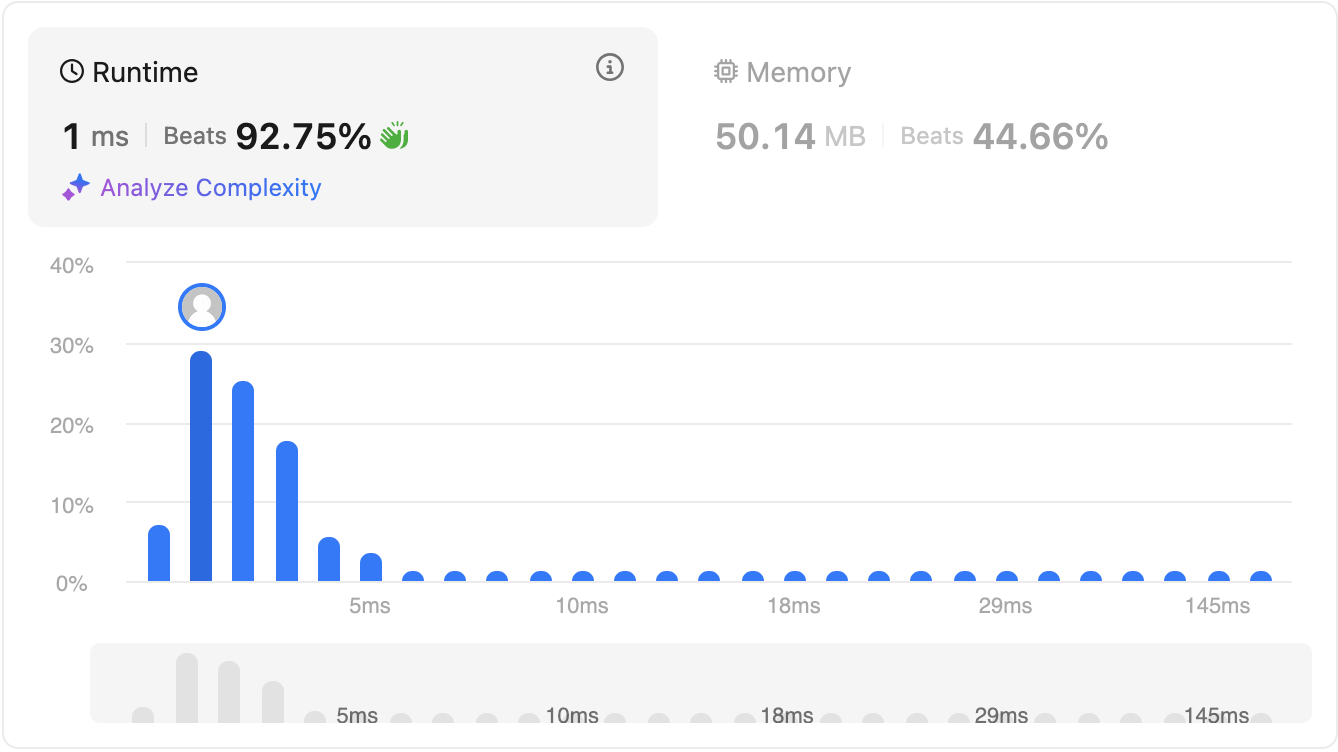 Runtime
1 ms Beats 92.75%
Analyze Complexity
Memory
50.14 MB Beats 44.66%
40%
30%
20%
10%
0%
5ms 10ms 18ms 29ms 145ms
5ms 10ms 18ms 29ms 145ms